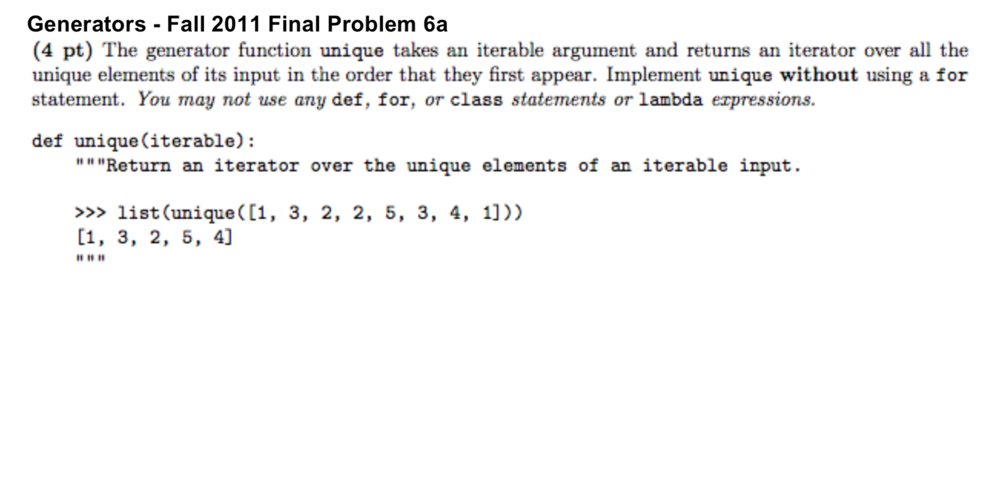 Generators - Fall 2011 Final Problem 6a
(4 pt) The generator function unique takes an iterable argument and returns an iterator over all the
unique elements of its input in the order that they first appear. Implement unique without using a for
statement. You may not use any def, for, or class statements or lambda expressions.
def unique(iterable):
"""Return an iterator over the unique elements of an iterable input.
>>> list(unique([1, 3, 2, 2, 5, 3, 4, 1]))
[1, 3, 2, 5, 4]
"""